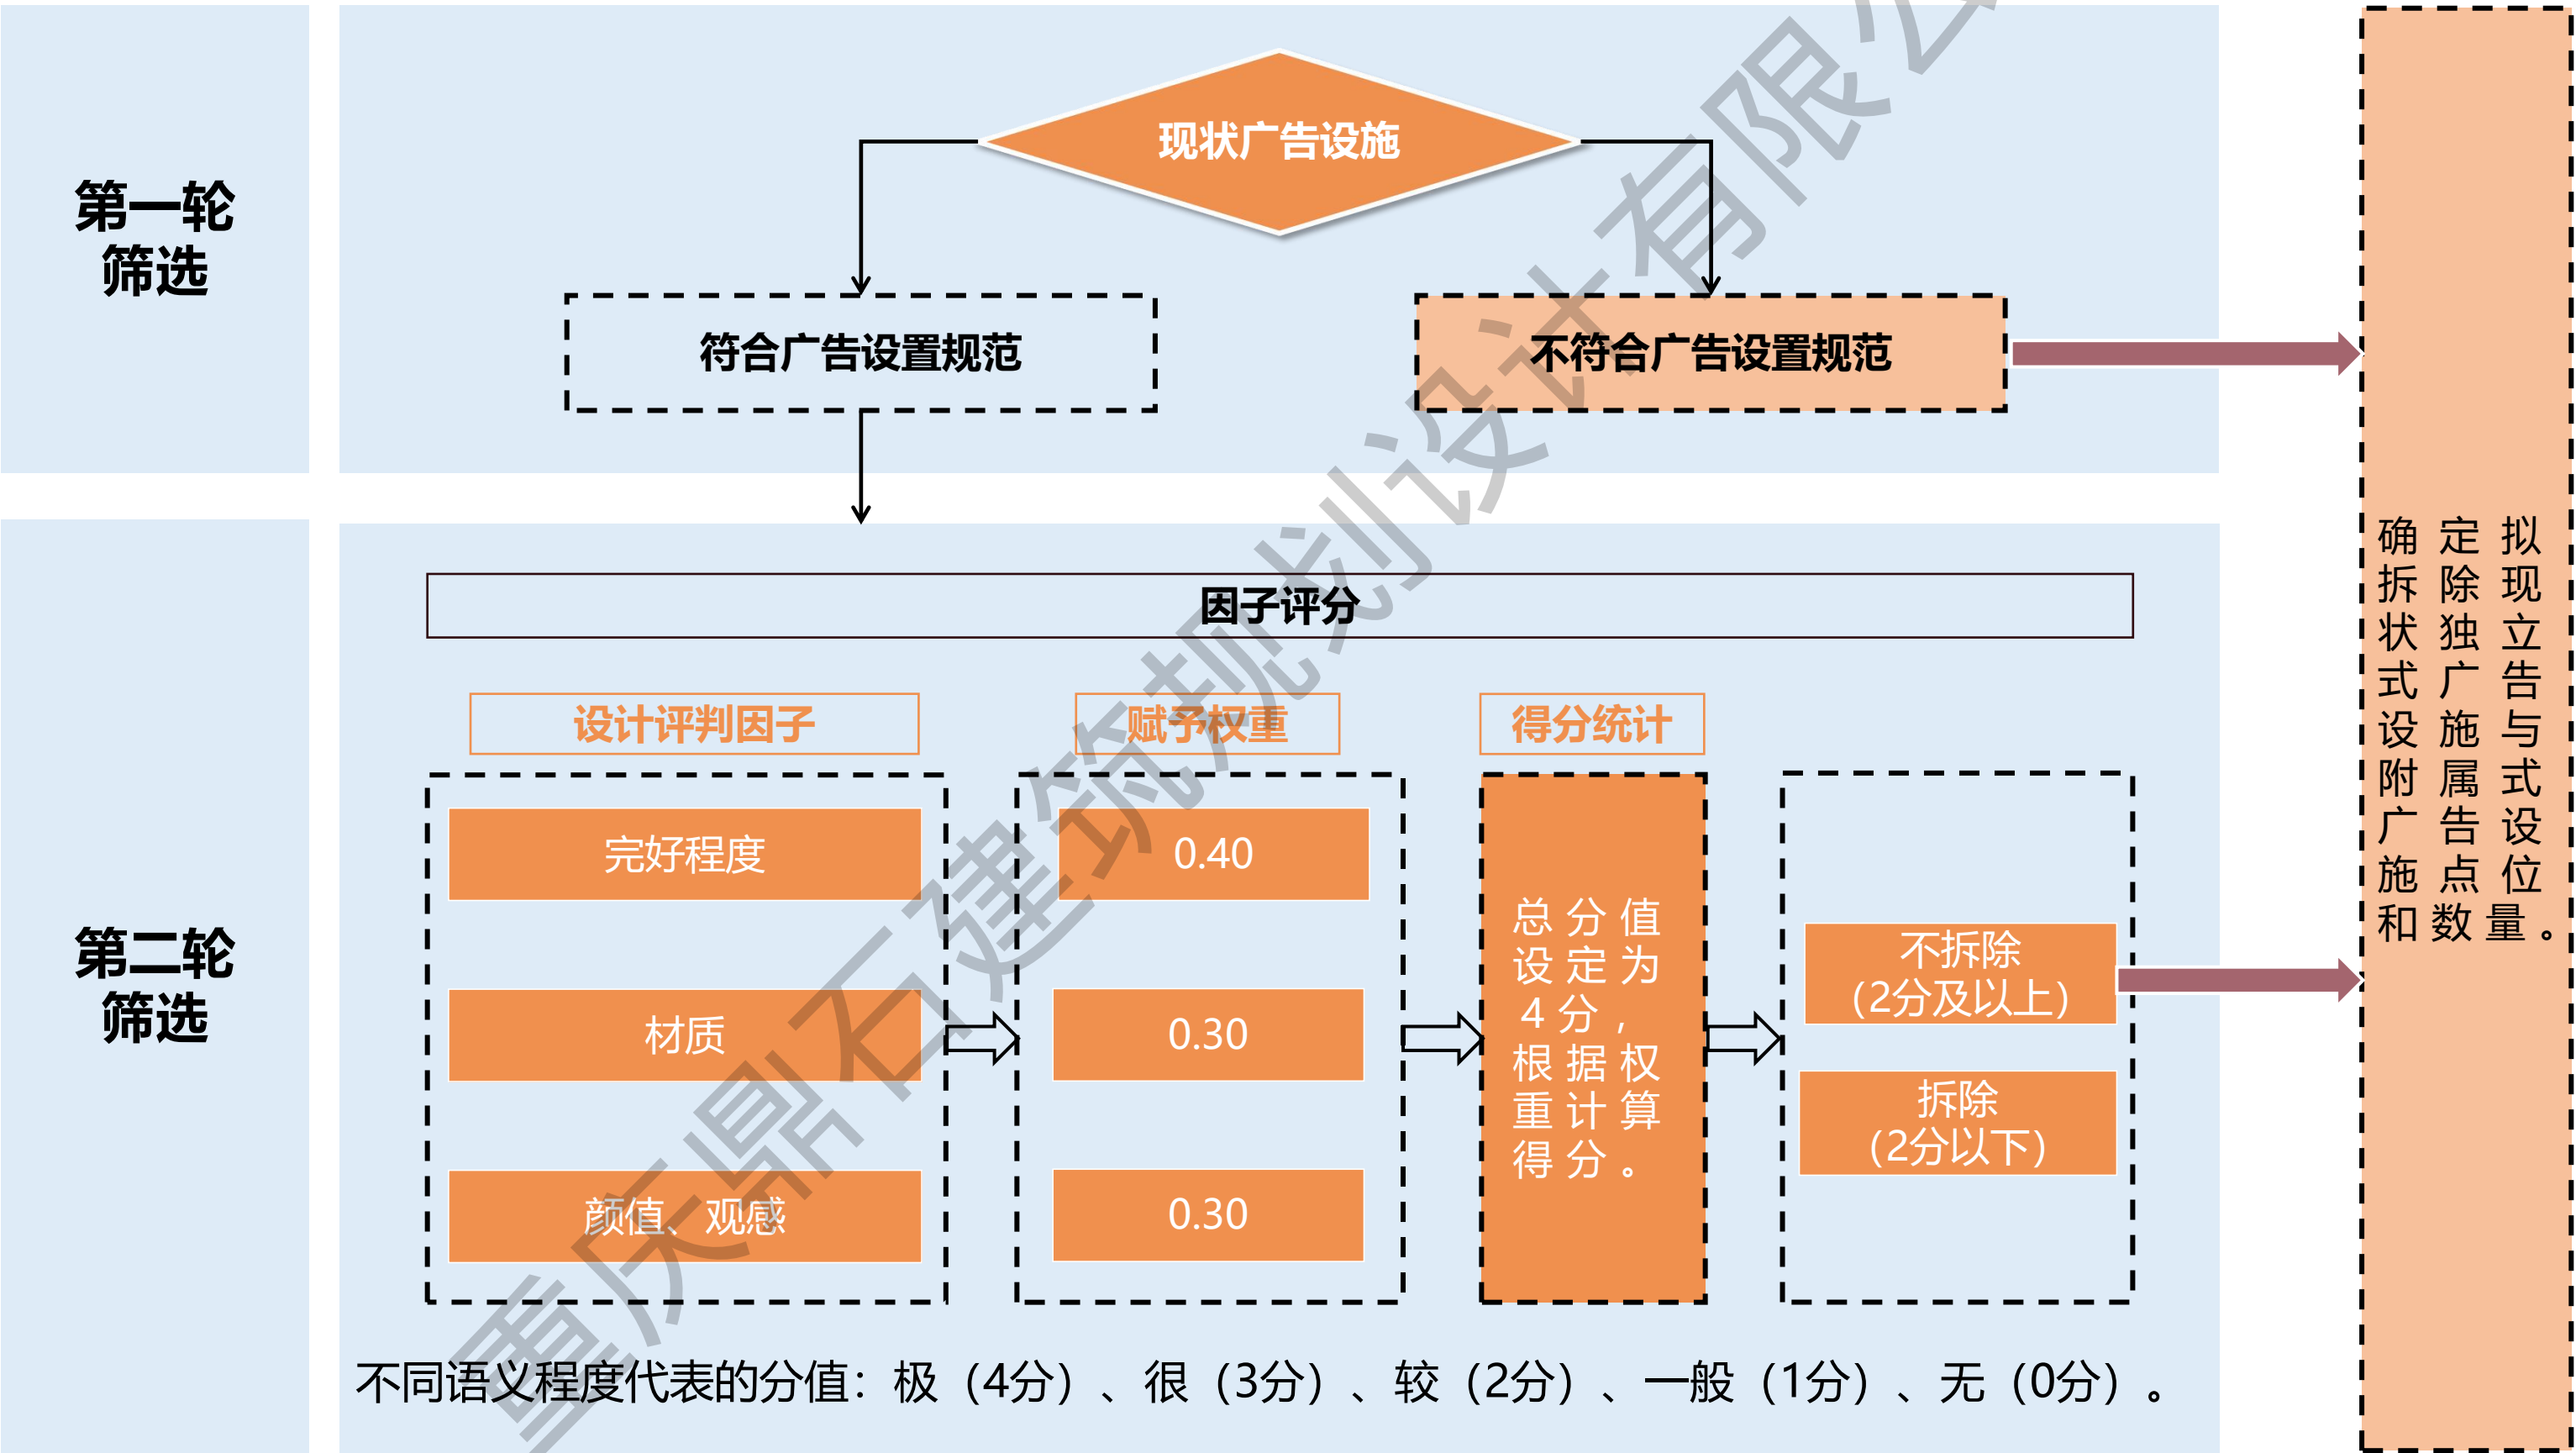 第一轮
筛选
现状广告设施
符合广告设置规范
不符合广告设置规范
第二轮
筛选
因子评分
设计评判因子
赋予权重
得分统计
完好程度
0.40
材质
0.30
颜值、观感
0.30
总分值
设定为
4分，
根据权
重计算
得分。
不拆除
（2分及以上）
拆除
（2分以下）
不同语义程度代表的分值：极（4分）、很（3分）、较（2分）、一般（1分）、无（0分）。
确定拟
拆除现
状独立
式广告
设施与
附属式
广告设
施点位
和数量。
重庆鼎石建筑规划设计有限公